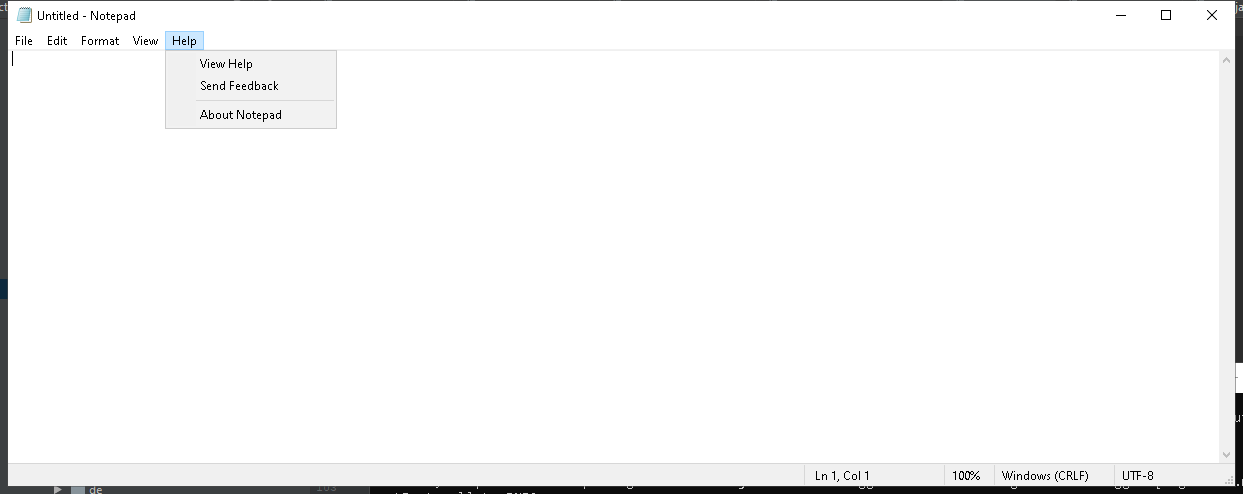 Untitled - Notepad
File Edit Format View Help
View Help
Send Feedback
About Notepad
Ln 1, Col 1 100% Windows (CRLF) UTF-8
de